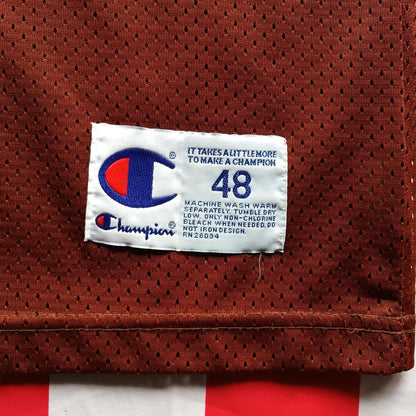 IT TAKES A LITTLE MORE
TO MAKE A CHAMPION
®
48
Champion®
MACHINE WASH WARM
SEPARATELY. TUMBLE DRY
LOW. ONLY NON-CHLORINE
BLEACH WHEN NEEDED. DO
NOT IRON DESIGN.
RN 26094